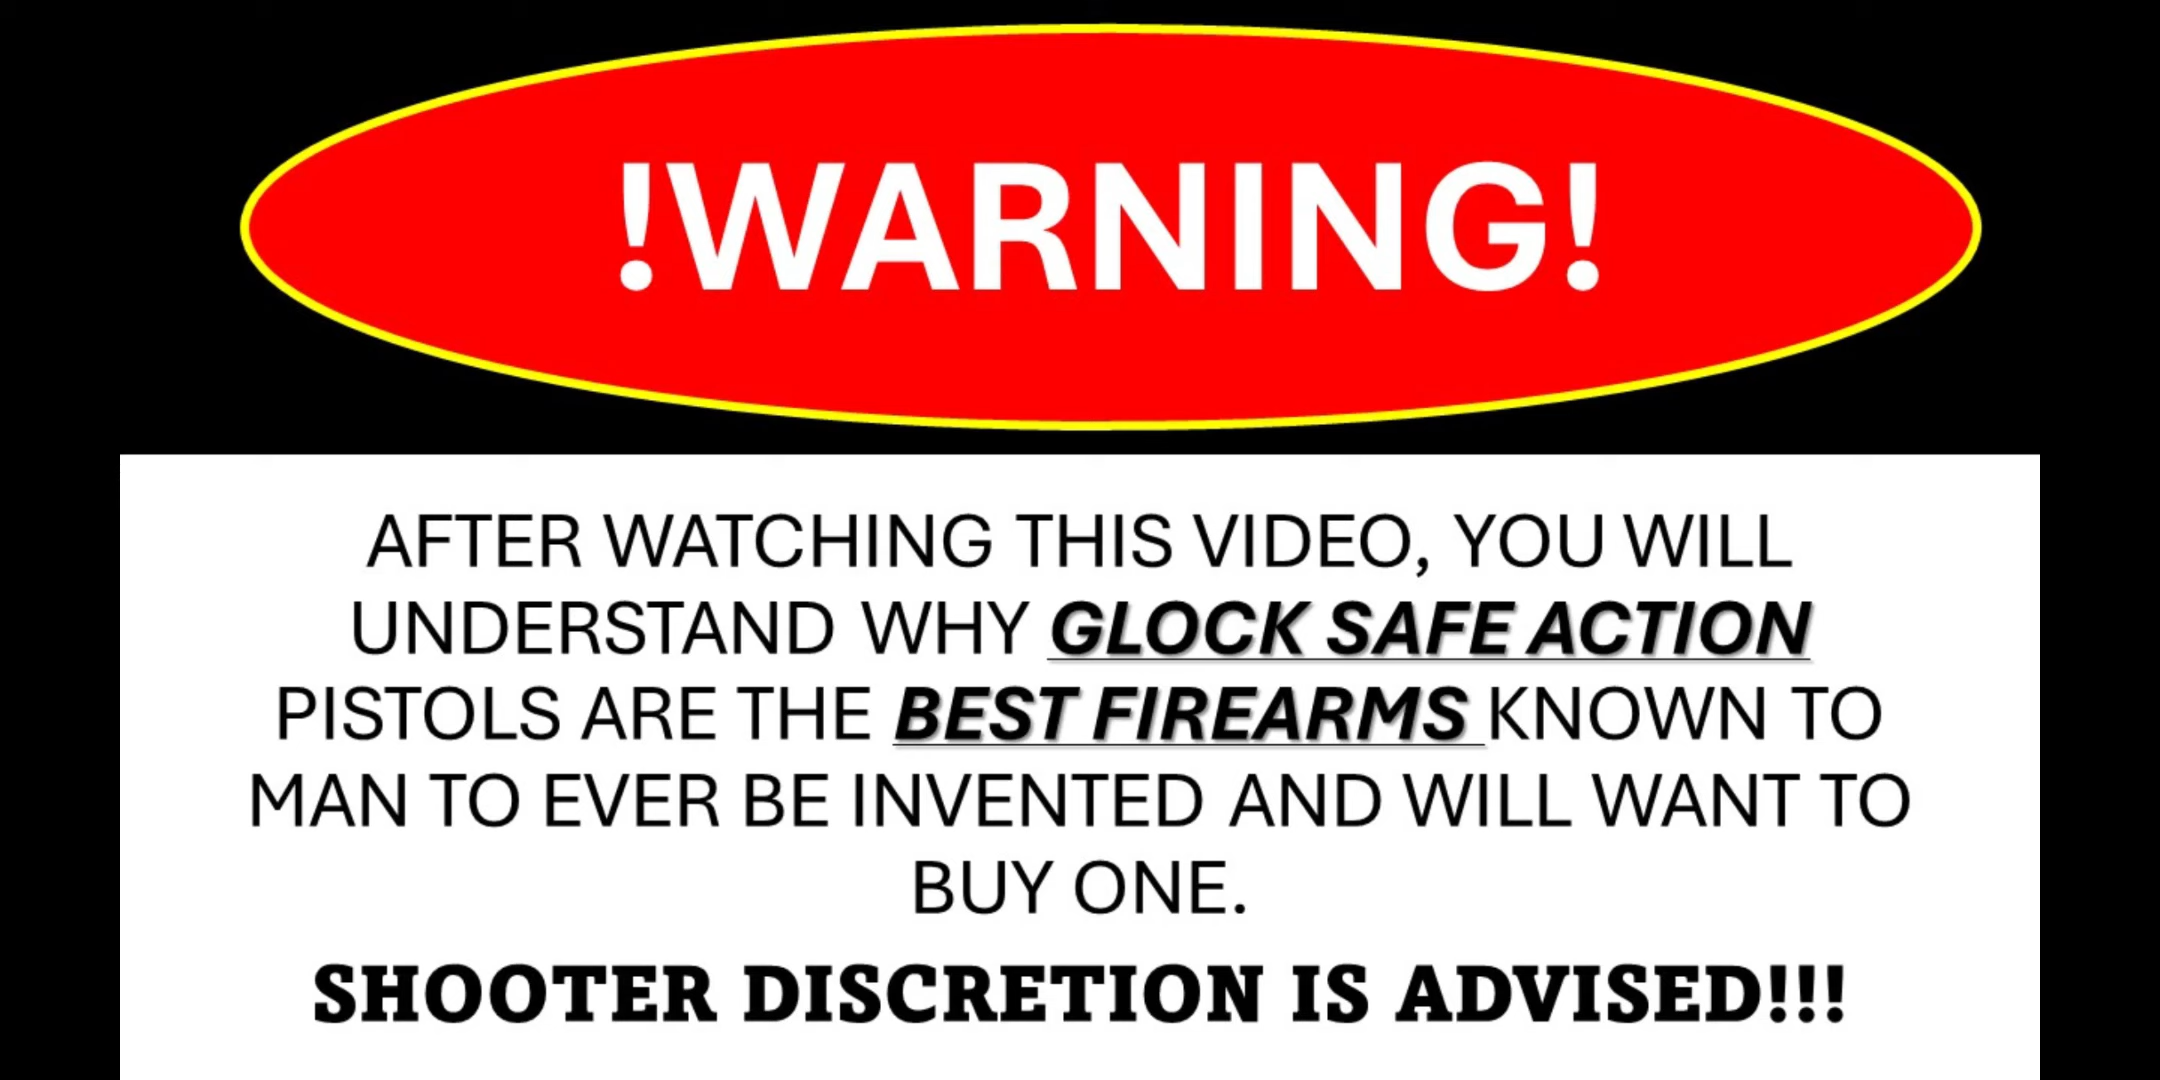 !WARNING!
AFTER WATCHING THIS VIDEO, YOU WILL
UNDERSTAND WHY GLOCK SAFE ACTION
PISTOLS ARE THE BEST FIREARMS KNOWN TO
MAN TO EVER BE INVENTED AND WILL WANT TO
BUY ONE.
SHOOTER DISCRETION IS ADVISED!!!